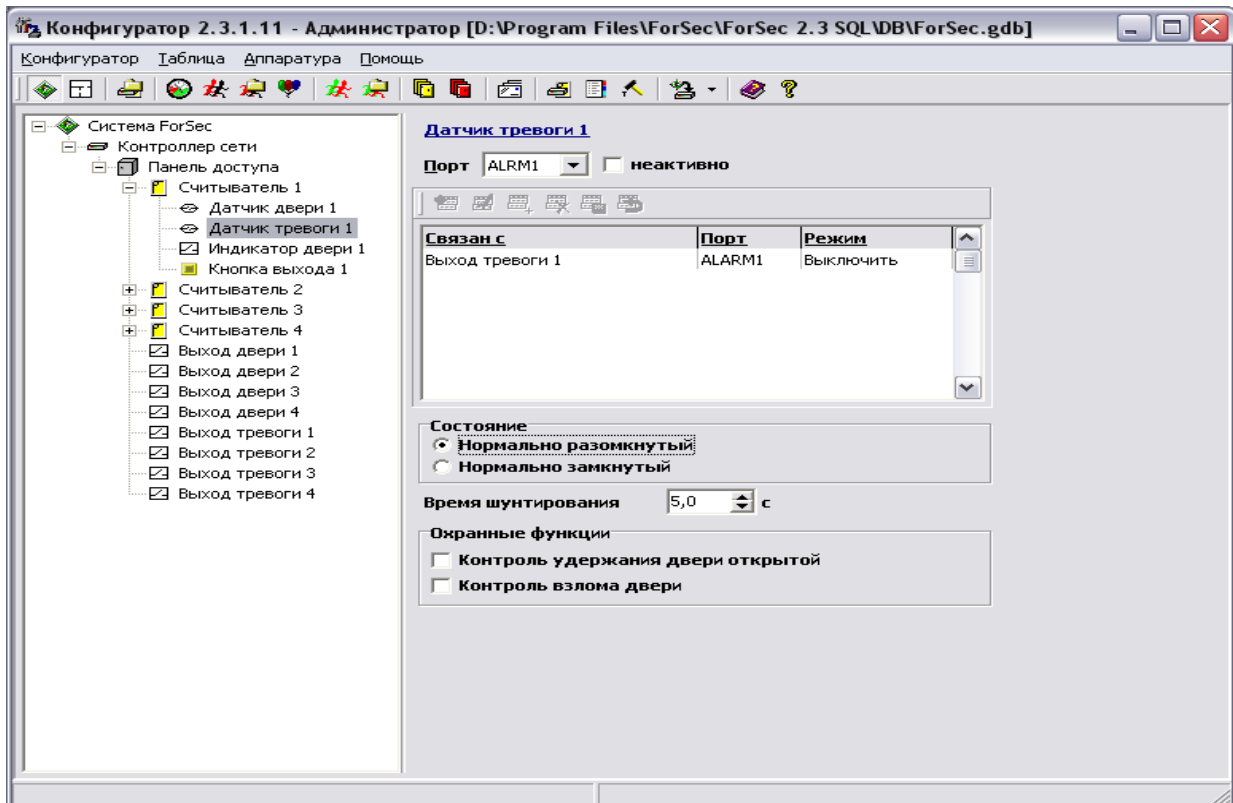 Конфигуратор 2.3.1.11 - Администратор [D:\Program Files\ForSec\ForSec 2.3 SQL\DB\ForSec.gdb]
Конфигуратор Таблица Аппаратура Помощь
Система ForSec
Контроллер сети
Панель доступа
Считыватель 1
Датчик двери 1
Датчик тревоги 1
Индикатор двери 1
Кнопка выхода 1
Считыватель 2
Считыватель 3
Считыватель 4
Выход двери 1
Выход двери 2
Выход двери 3
Выход двери 4
Выход тревоги 1
Выход тревоги 2
Выход тревоги 3
Выход тревоги 4
Датчик тревоги 1
Порт ALRM1 неактивно
Связан с Порт Режим
Выход тревоги 1 ALARM1 Выключить
Состояние
Нормально разомкнутый
Нормально замкнутый
Время шунтирования 5,0 с
Охранные функции
Контроль удержания двери открытой
Контроль взлома двери